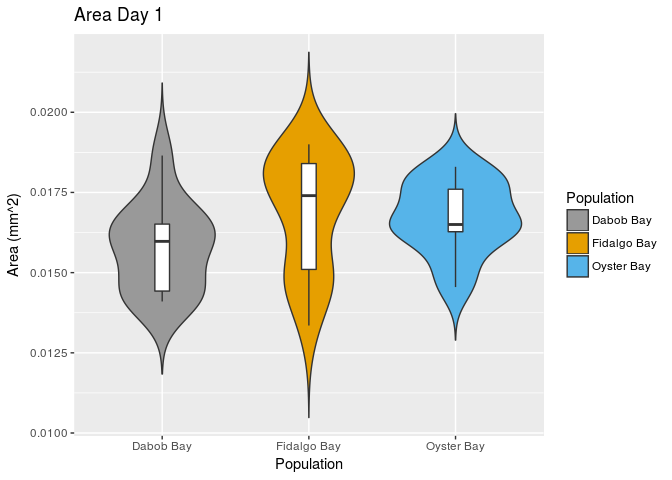 Area Day 1
Area (mm^2)
0.0200
0.0175
0.0150
0.0125
0.0100
Dabob Bay
Fidalgo Bay
Oyster Bay
Population
Population
Dabob Bay
Fidalgo Bay
Oyster Bay